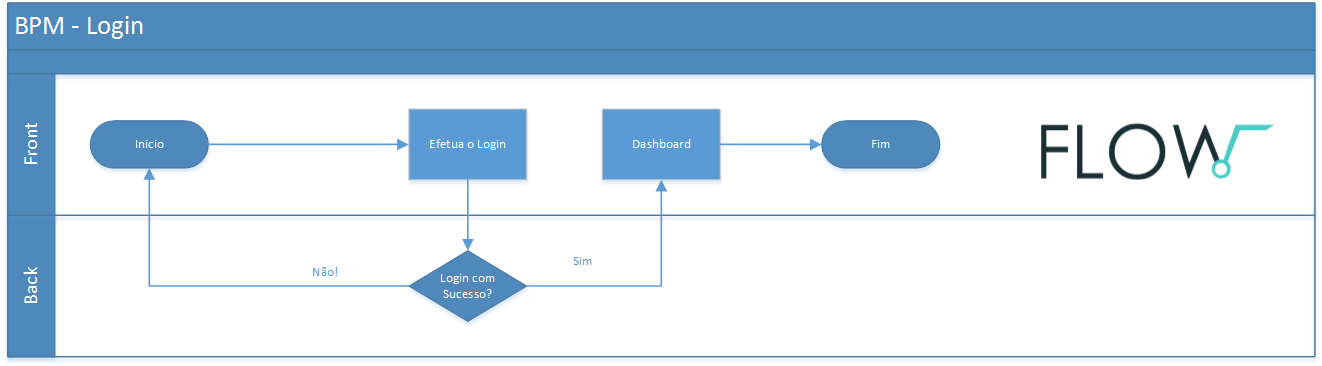 BPM - Login
Front
Inicio
Efetua o Login
Dashboard
Fim
FLOW
Back
Não!
Login com
Sucesso?
Sim